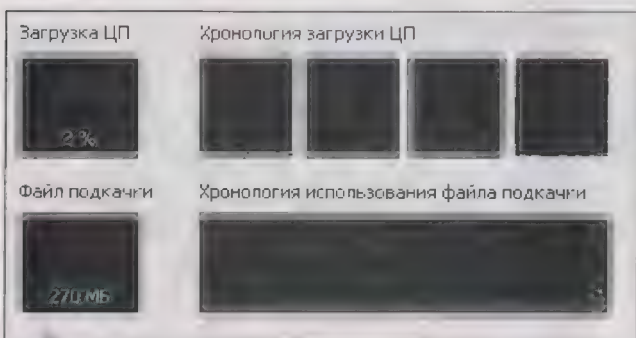 Загрузка ЦП
Хронология загрузки ЦП
2 %
Файл подкачки
Хронология использования файла подкачки
270 МБ